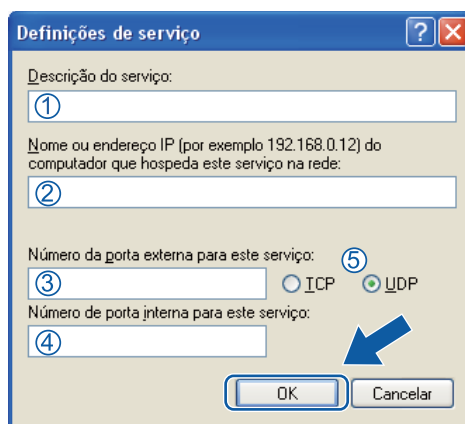 Definições de serviço
Descrição do serviço:
①
Nome ou endereço IP (por exemplo 192.168.0.12) do
computador que hospeda este serviço na rede:
②
Número da porta externa para este serviço:
③ TCP ⑤ UDP
Número de porta interna para este serviço:
④
OK Cancelar